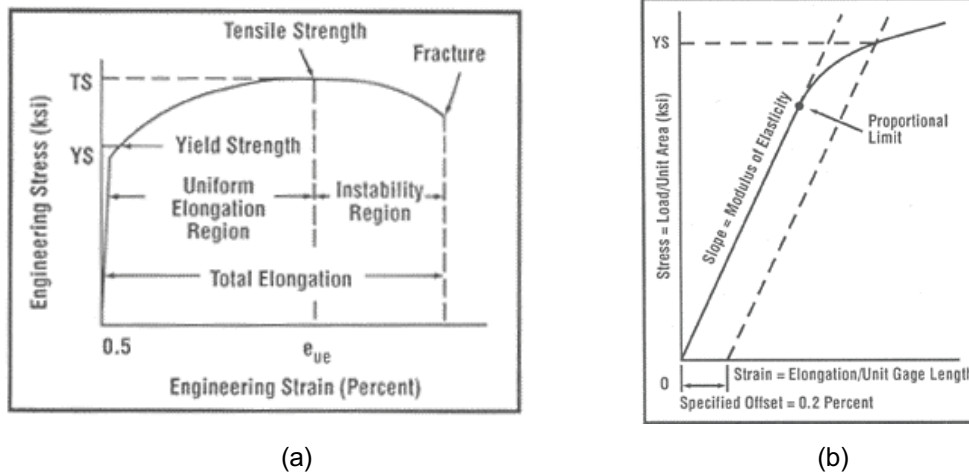 Tensile Strength
Fracture
TS
YS
Yield Strength
Uniform
Elongation
Region
Instability
Region
Total Elongation
0.5
e_ue
Engineering Strain (Percent)
Engineering Stress (ksi)
(a)
YS
Proportional
Limit
Slope = Modulus of Elasticity
Stress = Load/Unit Area (ksi)
0
Strain = Elongation/Unit Gage Length
Specified Offset = 0.2 Percent
(b)